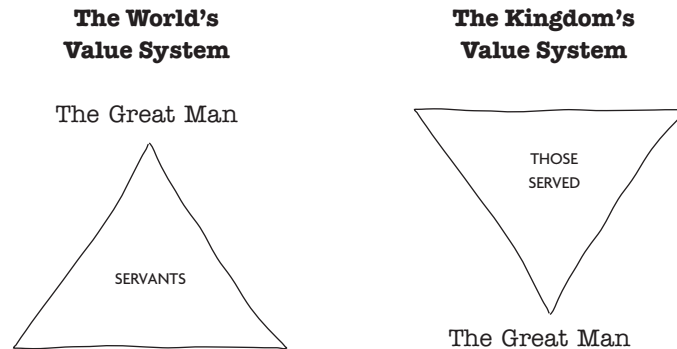 The World's
Value System
The Great Man
SERVANTS
The Kingdom's
Value System
THOSE
SERVED
The Great Man